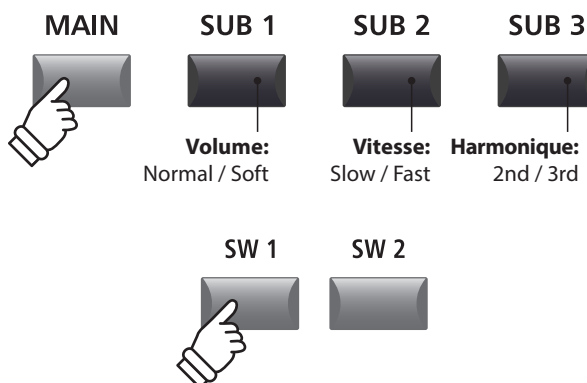 MAIN SUB 1 SUB 2 SUB 3
Volume: Vitesse: Harmonique:
Normal / Soft Slow / Fast 2nd / 3rd
SW 1 SW 2